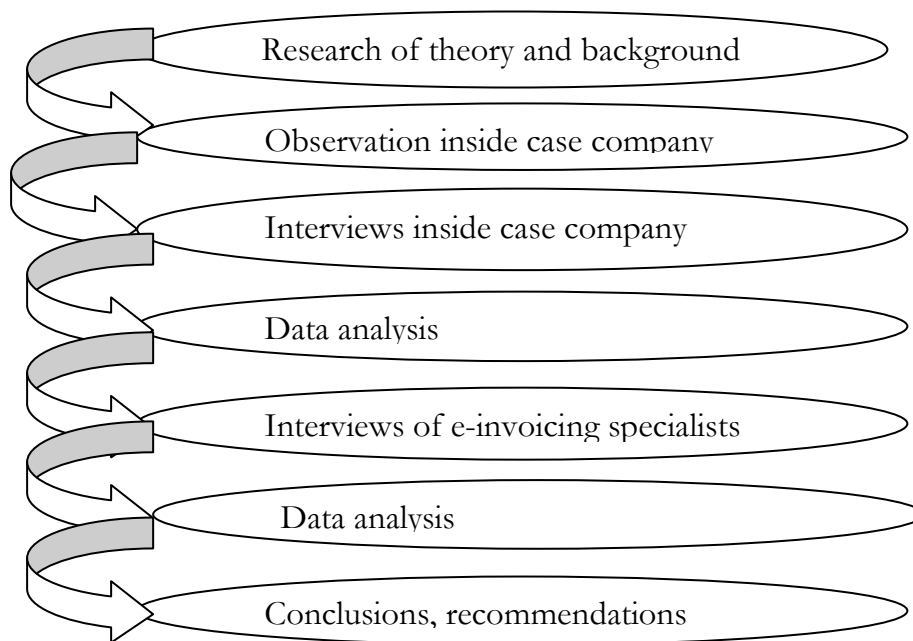 Research of theory and background
Observation inside case company
Interviews inside case company
Data analysis
Interviews of e-invoicing specialists
Data analysis
Conclusions, recommendations